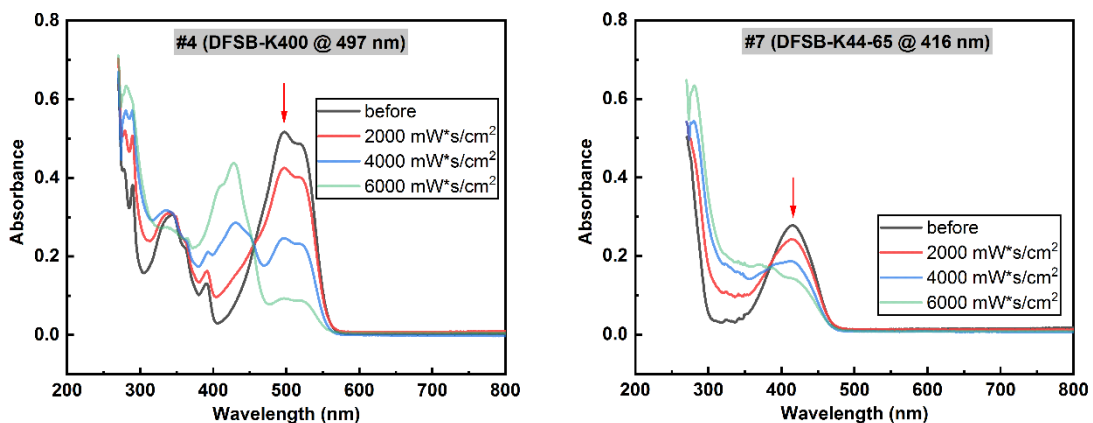 #4 (DFSB-K400 @ 497 nm)
before
2000 mW*s/cm²
4000 mW*s/cm²
6000 mW*s/cm²
Absorbance
0.8
0.6
0.4
0.2
0.0
200 300 400 500 600 700 800
Wavelength (nm)
#7 (DFSB-K44-65 @ 416 nm)
before
2000 mW*s/cm²
4000 mW*s/cm²
6000 mW*s/cm²
Absorbance
0.8
0.6
0.4
0.2
0.0
200 300 400 500 600 700 800
Wavelength (nm)